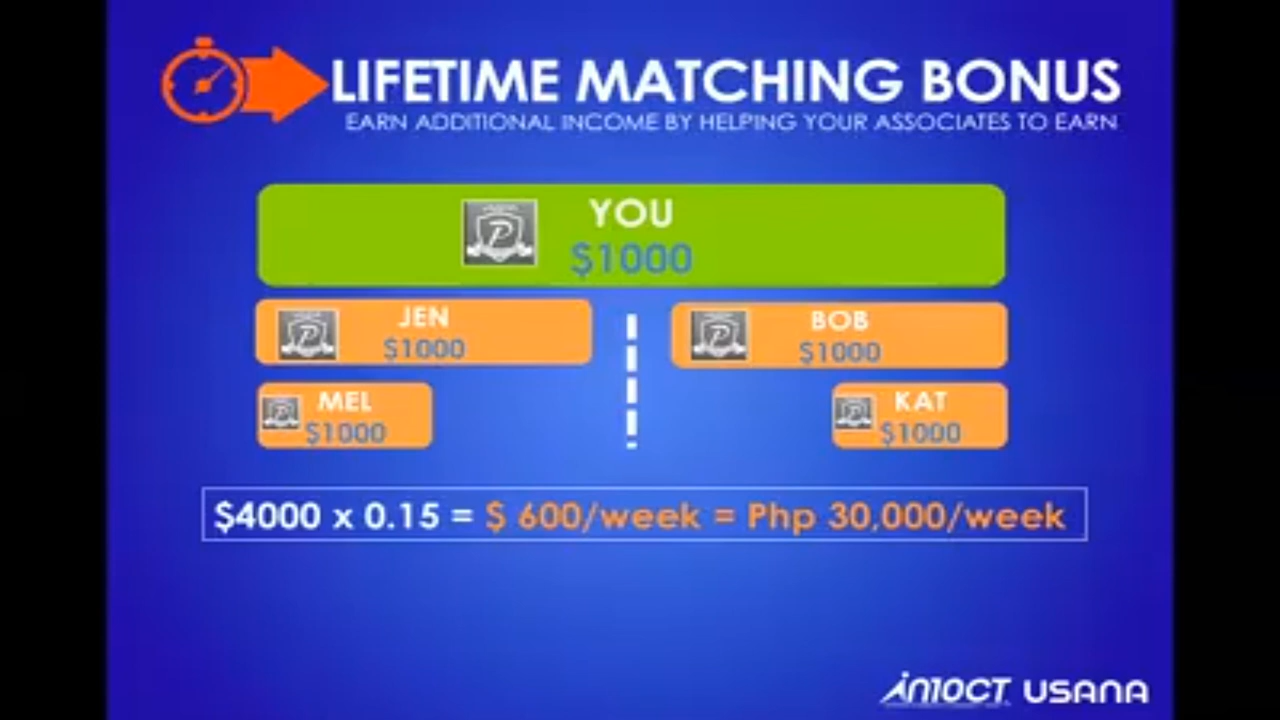 LIFETIME MATCHING BONUS
EARN ADDITIONAL INCOME BY HELPING YOUR ASSOCIATES TO EARN
P YOU
$1000
P JEN
$1000
P BOB
$1000
P MEL
$1000
P KAT
$1000
$4000 x 0.15 = $ 600/week = Php 30,000/week
in10CT USANA